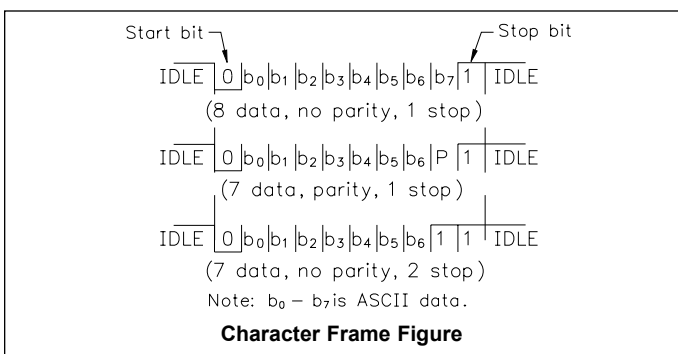 Start bit Stop bit
IDLE 0 b₀ b₁ b₂ b₃ b₄ b₅ b₆ b₇ 1 IDLE
(8 data, no parity, 1 stop)
IDLE 0 b₀ b₁ b₂ b₃ b₄ b₅ b₆ P 1 IDLE
(7 data, parity, 1 stop)
IDLE 0 b₀ b₁ b₂ b₃ b₄ b₅ b₆ 1 1 IDLE
(7 data, no parity, 2 stop)
Note: b₀ – b₇ is ASCII data.
Character Frame Figure